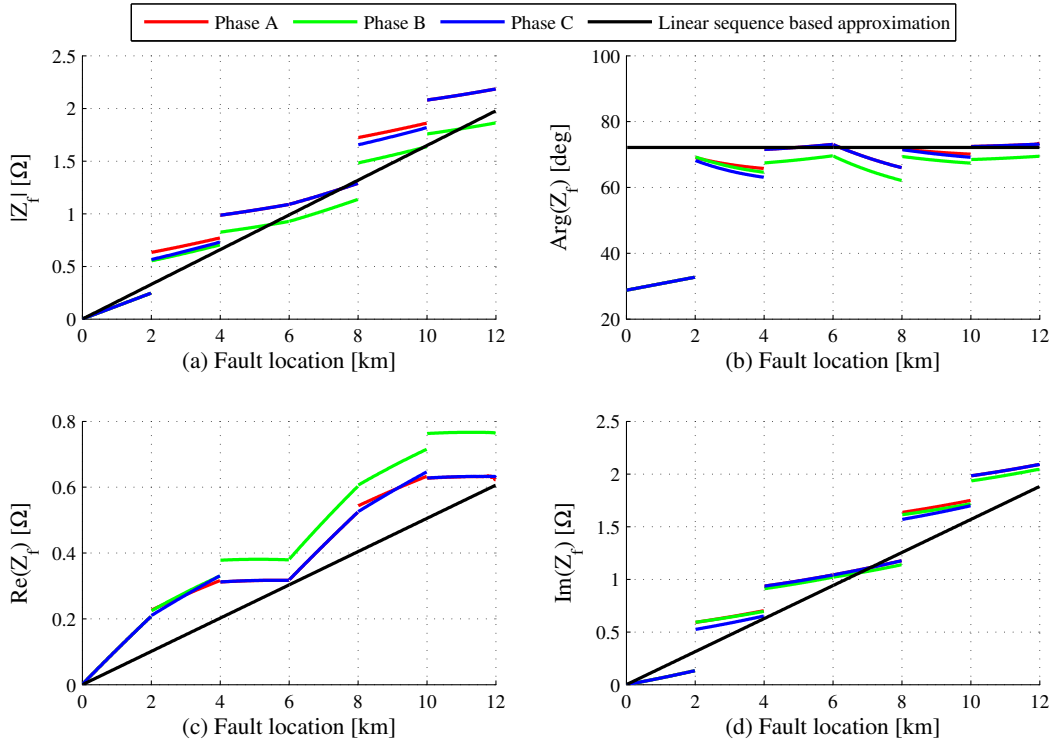 Phase A Phase B Phase C Linear sequence based approximation
|Z_f| [Ω]
2.5
2
1.5
1
0.5
0
0 2 4 6 8 10 12
(a) Fault location [km]
Arg(Z_f) [deg]
100
80
60
40
20
0 2 4 6 8 10 12
(b) Fault location [km]
Re(Z_f) [Ω]
0.8
0.6
0.4
0.2
0
0 2 4 6 8 10 12
(c) Fault location [km]
Im(Z_f) [Ω]
2.5
2
1.5
1
0.5
0
0 2 4 6 8 10 12
(d) Fault location [km]